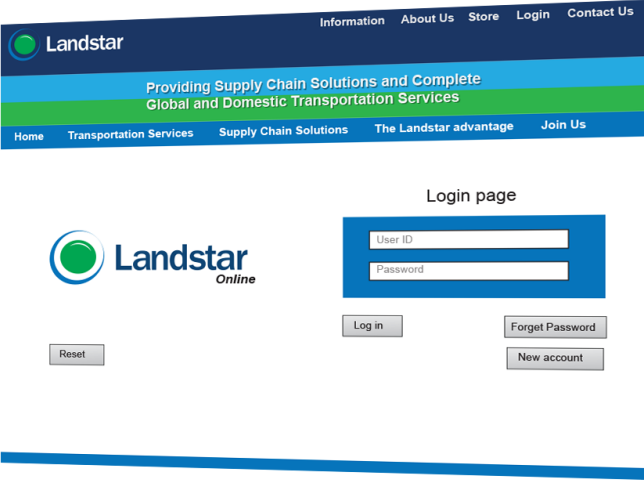 Information About Us Store Login Contact Us
Landstar
Providing Supply Chain Solutions and Complete
Global and Domestic Transportation Services
Home Transportation Services Supply Chain Solutions The Landstar advantage Join Us
Login page
User ID
Landstar
Online
Password
Log in Forget Password
Reset
New account